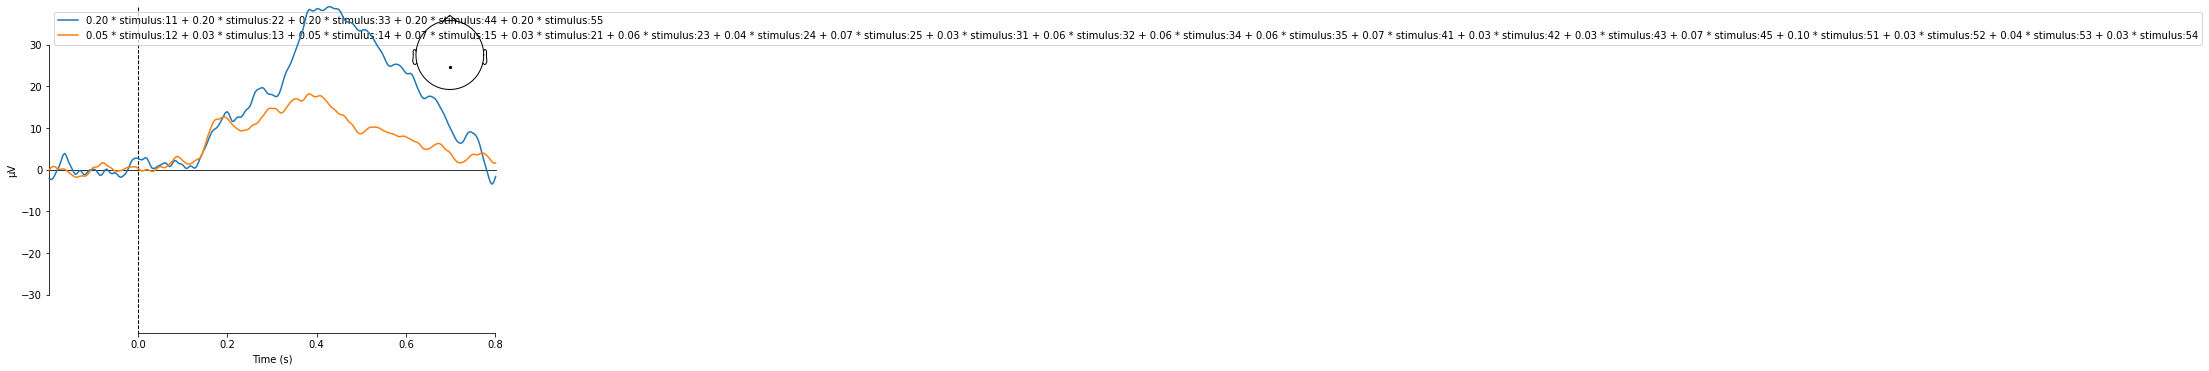 0.20 * stimulus:11 + 0.20 * stimulus:22 + 0.20 * stimulus:33 + 0.20 * stimulus:44 + 0.20 * stimulus:55
0.05 * stimulus:12 + 0.03 * stimulus:13 + 0.05 * stimulus:14 + 0.07 * stimulus:15 + 0.03 * stimulus:21 + 0.06 * stimulus:23 + 0.04 * stimulus:24 + 0.07 * stimulus:25 + 0.03 * stimulus:31 + 0.06 * stimulus:32 + 0.06 * stimulus:34 + 0.06 * stimulus:35 + 0.07 * stimulus:41 + 0.03 * stimulus:42 + 0.03 * stimulus:43 + 0.07 * stimulus:45 + 0.10 * stimulus:51 + 0.03 * stimulus:52 + 0.04 * stimulus:53 + 0.03 * stimulus:54
30
20
10
0
−10
−20
−30
µV
0.0 0.2 0.4 0.6 0.8
Time (s)